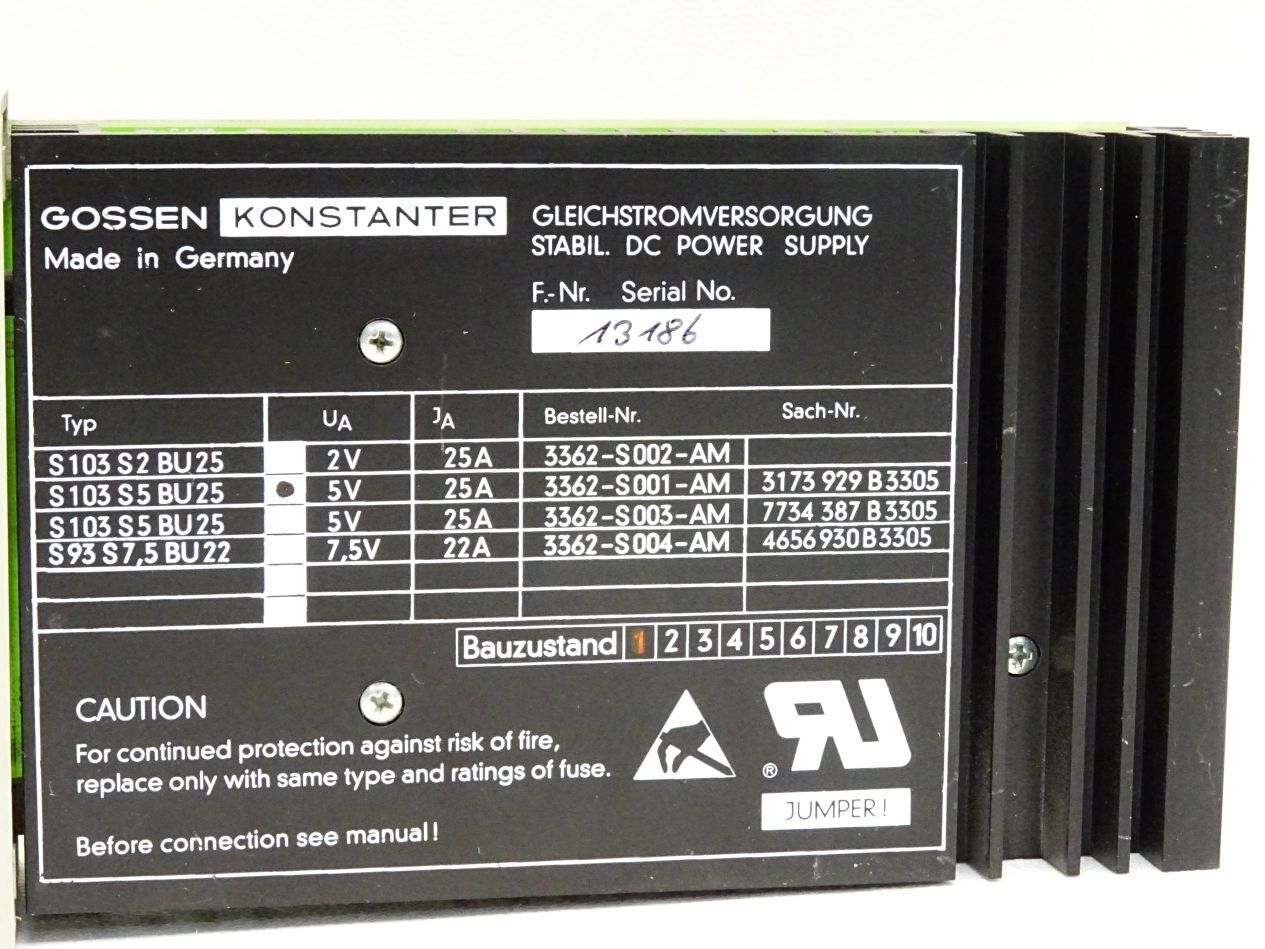 GOSSEN KONSTANTER
Made in Germany
GLEICHSTROMVERSORGUNG
STABIL. DC POWER SUPPLY
F.-Nr. Serial No.
13186
Typ UA JA Bestell-Nr. Sach-Nr.
S103 S2 BU25 2V 25A 3362-S002-AM
S103 S5 BU25 5V 25A 3362-S001-AM 3173 929 B3305
S103 S5 BU25 5V 25A 3362-S003-AM 7734 387 B3305
S93 S7,5 BU22 7,5V 22A 3362-S004-AM 4656930B3305
Bauzustand 1 2 3 4 5 6 7 8 9 10
CAUTION
For continued protection against risk of fire,
replace only with same type and ratings of fuse.
Before connection see manual!
RU
®
JUMPER!